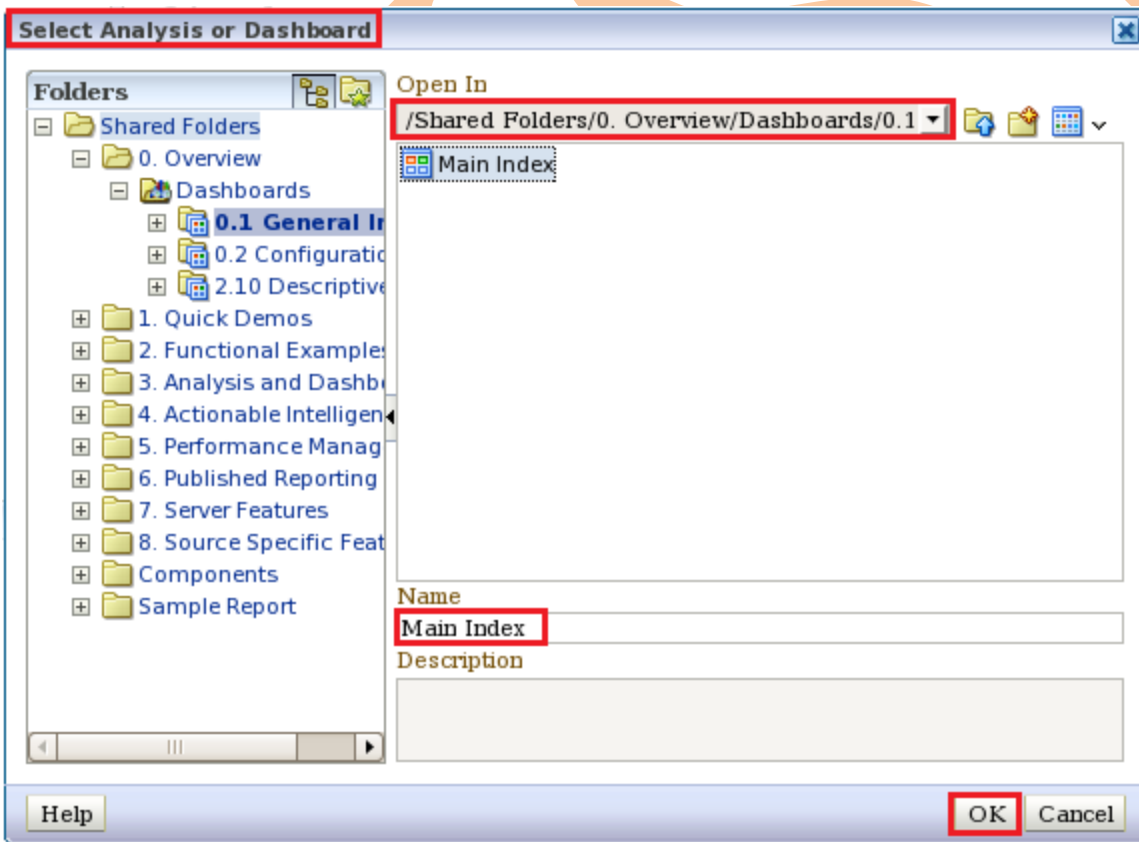 Select Analysis or Dashboard
Folders
Shared Folders
0. Overview
Dashboards
0.1 General
0.2 Configuratio
2.10 Descriptive
1. Quick Demos
2. Functional Example
3. Analysis and Dashb
4. Actionable Intelligen
5. Performance Manag
6. Published Reporting
7. Server Features
8. Source Specific Feat
Components
Sample Report
Open In
/Shared Folders/0. Overview/Dashboards/0.1
Main Index
Name
Main Index
Description
Help
OK Cancel